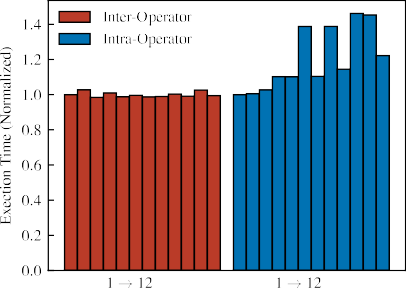 Exection Time (Normalized)
1.4
1.2
1.0
0.8
0.6
0.4
0.2
0.0
Inter-Operator
Intra-Operator
1 → 12
1 → 12